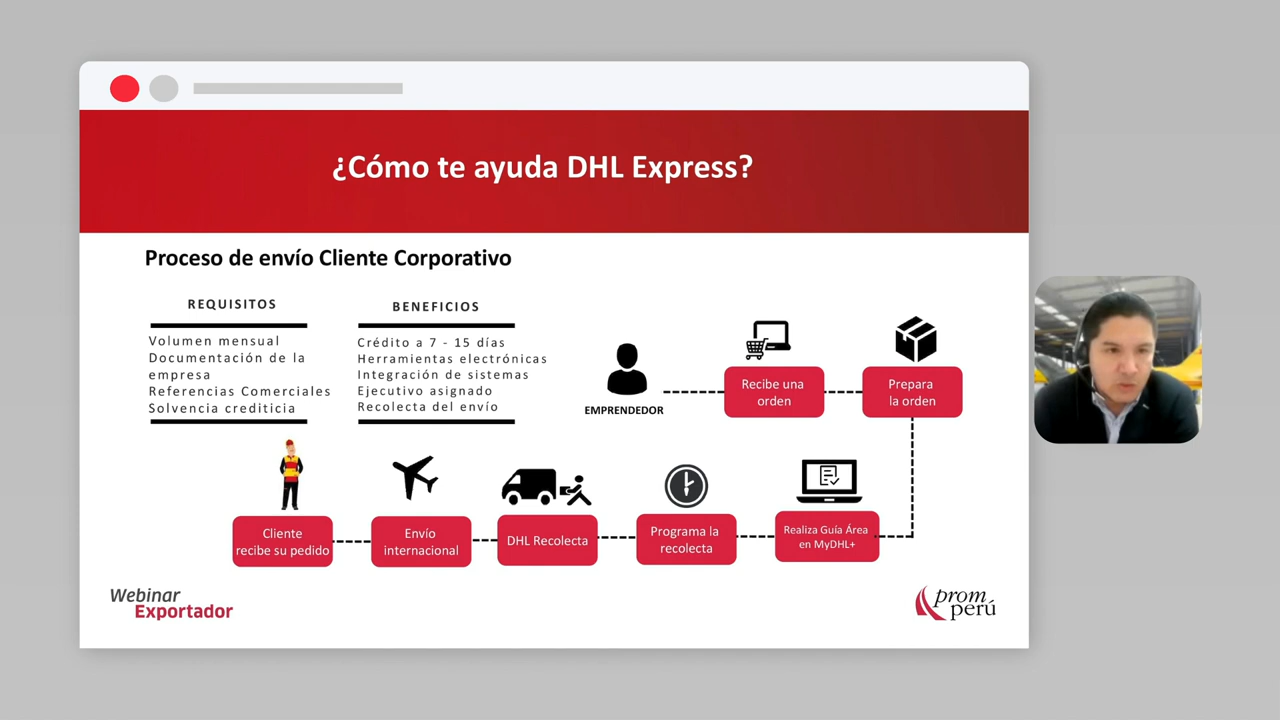 ¿Cómo te ayuda DHL Express?
Proceso de envío Cliente Corporativo
REQUISITOS
Volumen mensual
Documentación de la
empresa
Referencias Comerciales
Solvencia crediticia
BENEFICIOS
Crédito a 7 - 15 días
Herramientas electrónicas
Integración de sistemas
Ejecutivo asignado
Recolecta del envío
EMPRENDEDOR
Recibe una
orden
Prepara
la orden
Realiza Guía Área
en MyDHL+
Programa la
recolecta
DHL Recolecta
Envío
internacional
Cliente
recibe su pedido
Webinar
Exportador
prom
perú